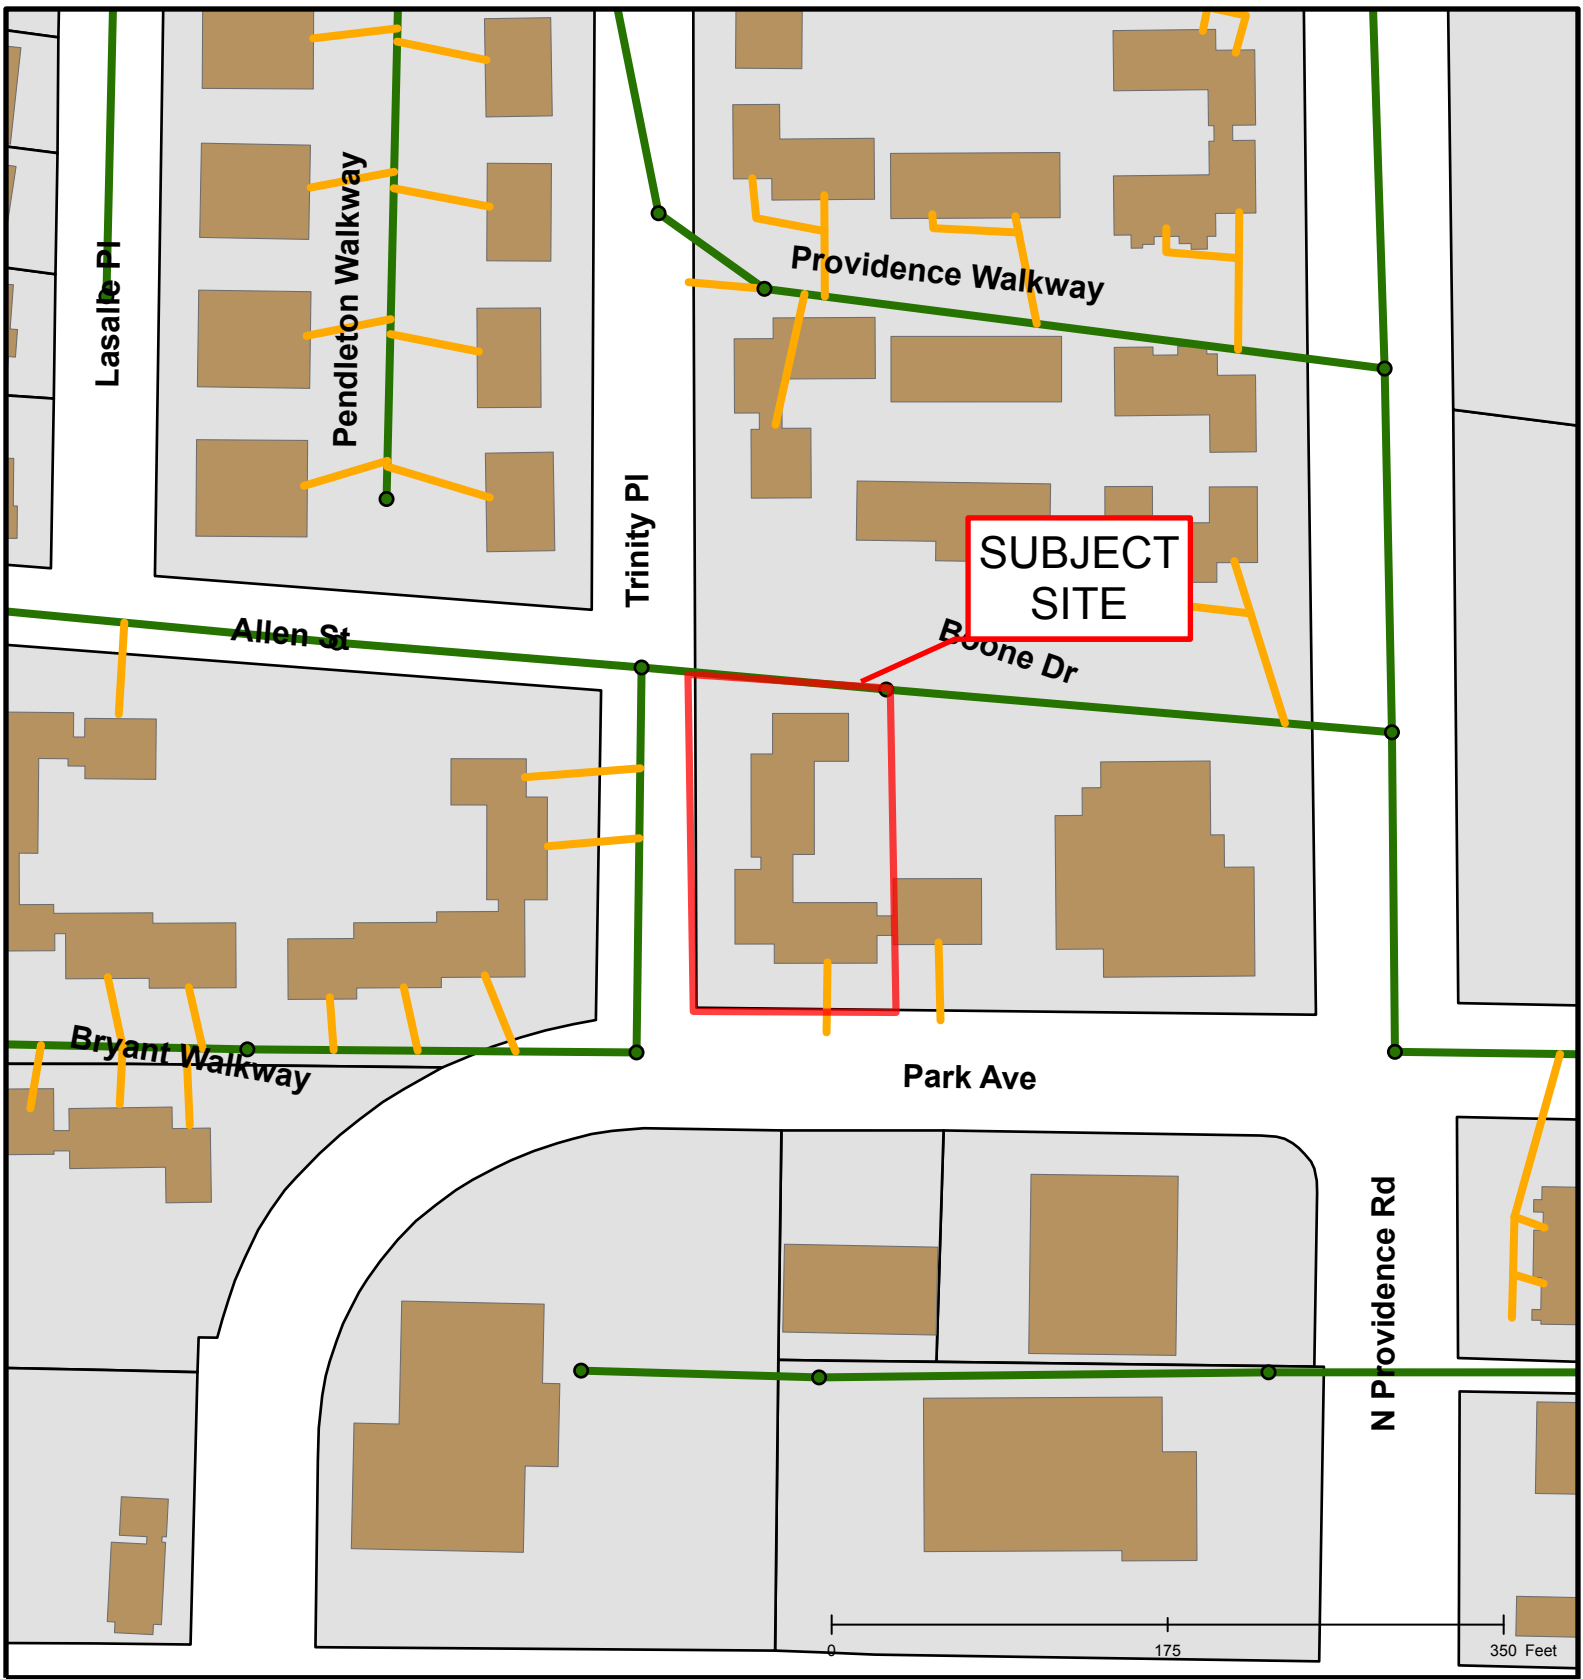 Lasalle Pl
Pendleton Walkway
Providence Walkway
Trinity Pl
SUBJECT
SITE
Allen St
Boone Dr
Bryant Walkway
Park Ave
N Providence Rd
0 175 350 Feet